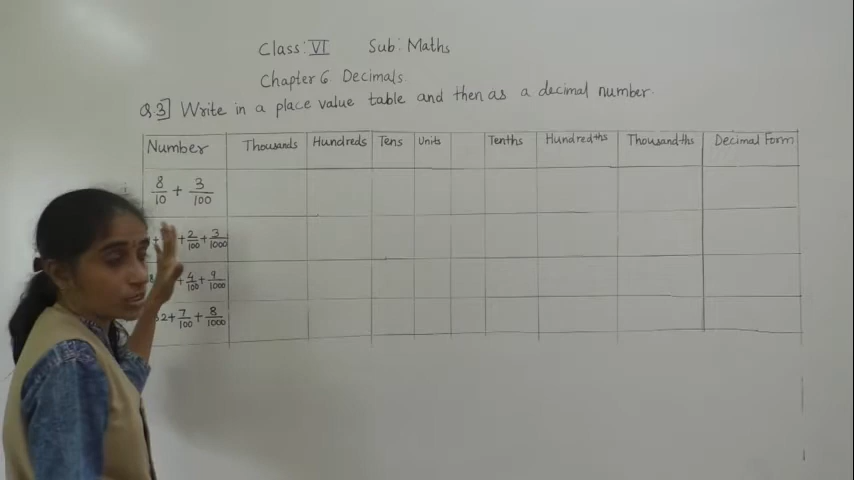 Class: VI Sub: Maths
Chapter 6 Decimals.
Q.3] Write in a place value table and then as a decimal number.
Number Thousands Hundreds Tens Units Tenths Hundredths Thousandths Decimal Form
8/10 + 3/100
+ 2/100 + 3/1000
+ 4/100 + 9/1000
2 + 7/100 + 8/1000